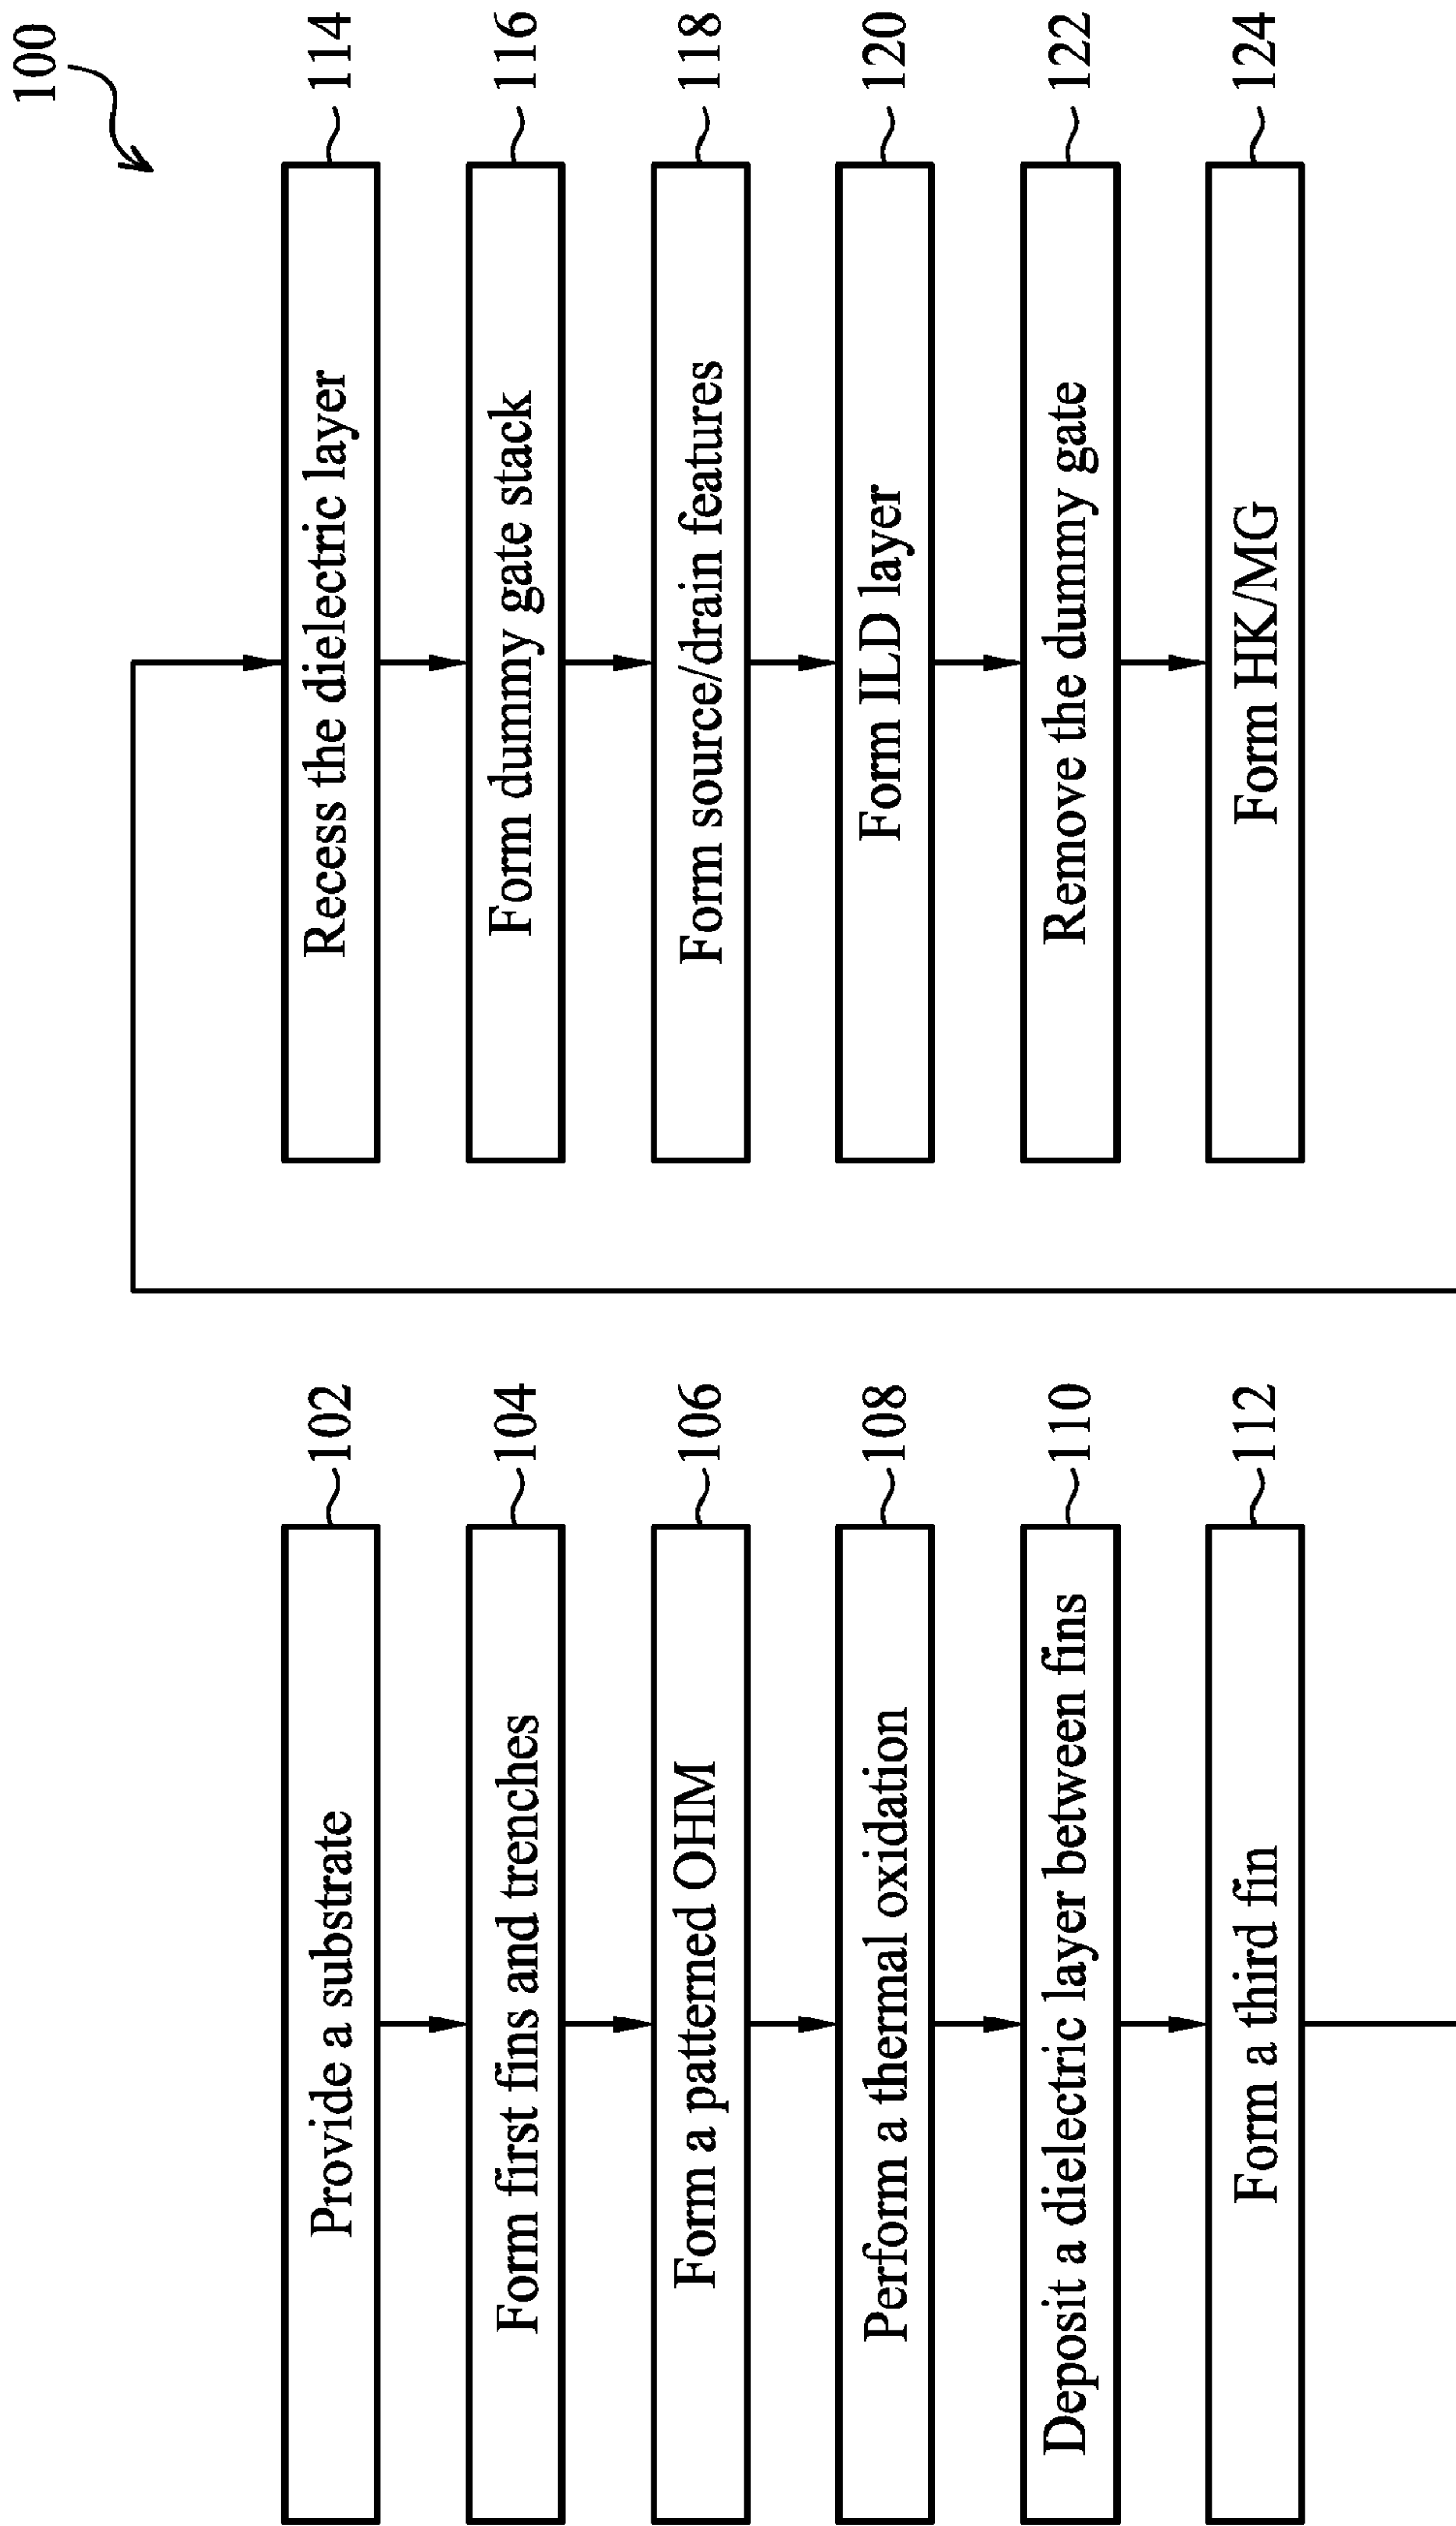 100
Provide a substrate
102
Form first fins and trenches
104
Form a patterned OHM
106
Perform a thermal oxidation
108
Deposit a dielectric layer between fins
110
Form a third fin
112
Recess the dielectric layer
114
Form dummy gate stack
116
Form source/drain features
118
Form ILD layer
120
Remove the dummy gate
122
Form HK/MG
124